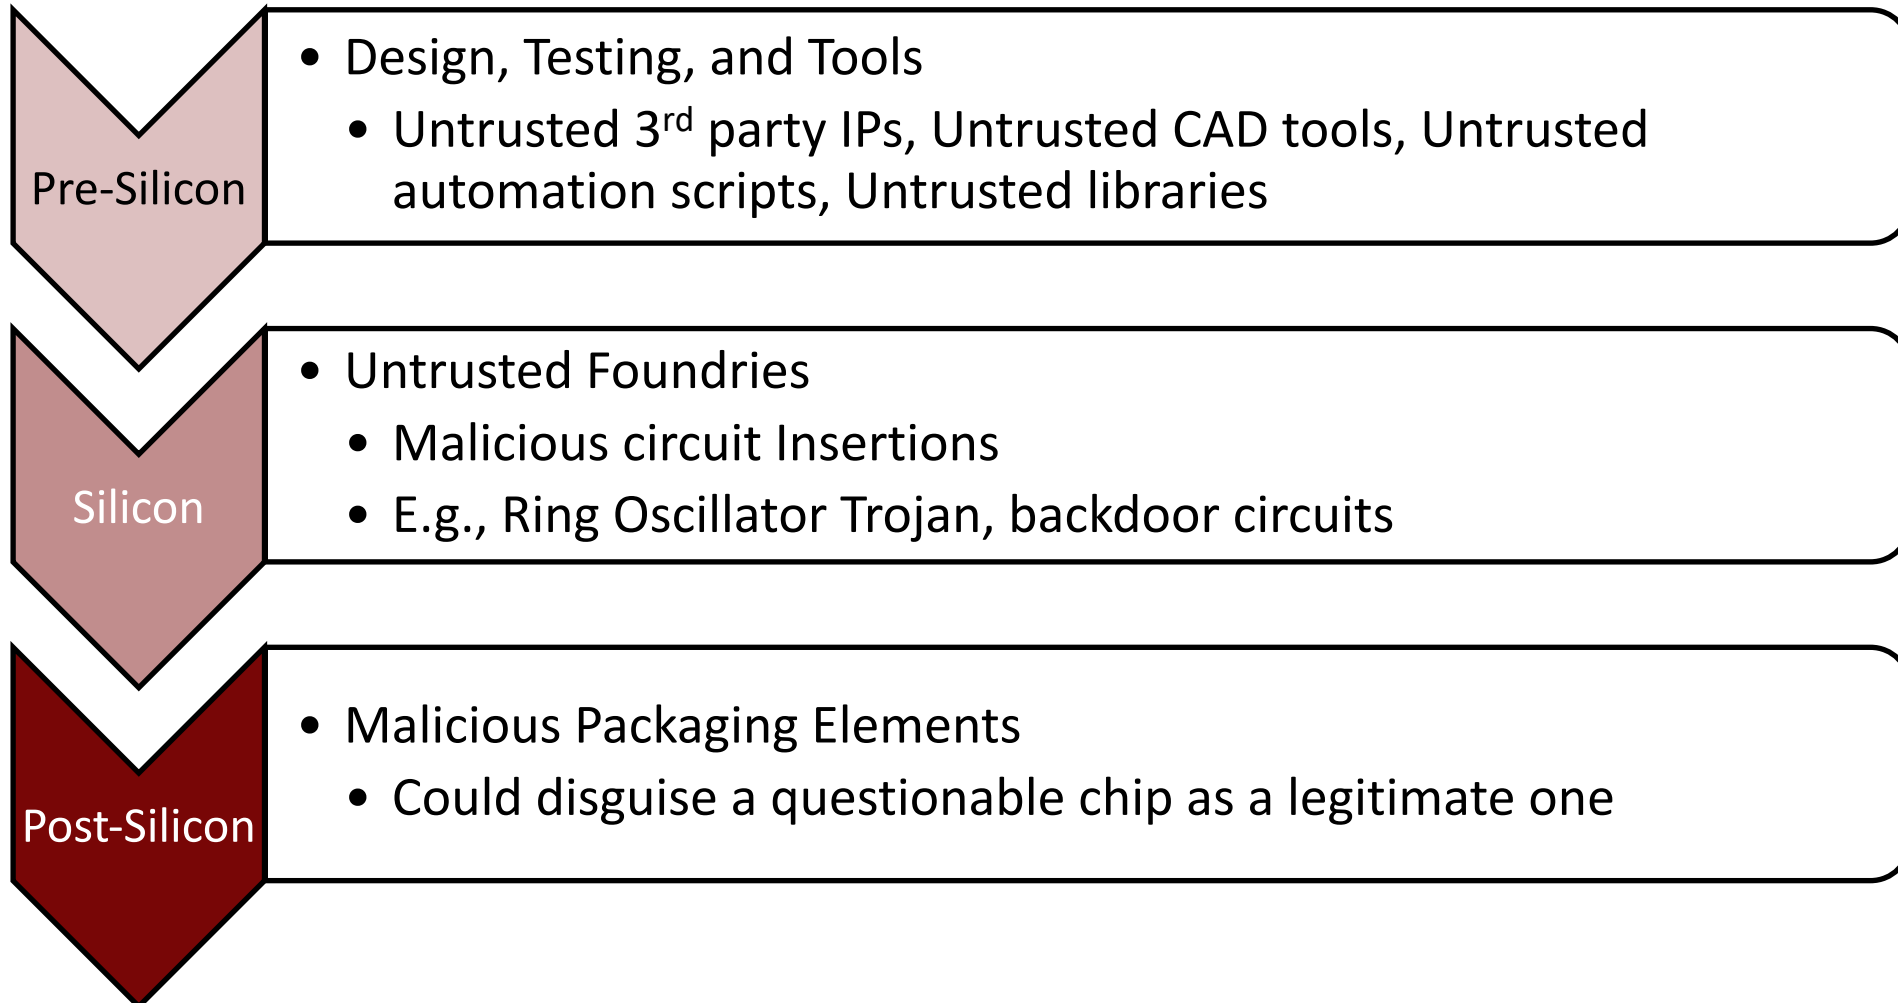 Pre-Silicon
• Design, Testing, and Tools
• Untrusted 3rd party IPs, Untrusted CAD tools, Untrusted
automation scripts, Untrusted libraries
Silicon
• Untrusted Foundries
• Malicious circuit Insertions
• E.g., Ring Oscillator Trojan, backdoor circuits
Post-Silicon
• Malicious Packaging Elements
• Could disguise a questionable chip as a legitimate one